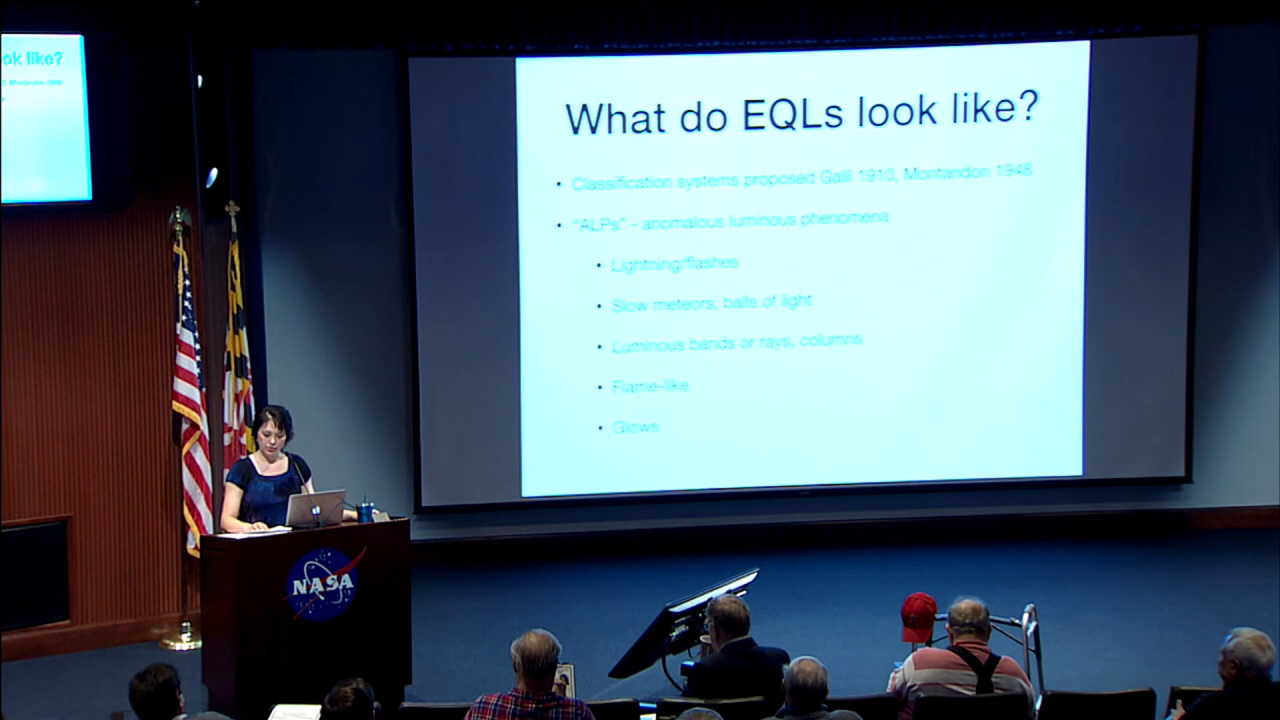 ok like?
What do EQLs look like?
• Classification systems proposed Galli 1910, Montandon 1948
• "ALPs" - anomalous luminous phenomena
• Lightning/flashes
• Slow meteors, balls of light
• Luminous bands or rays, columns
• Flame-like
• Glows
NASA